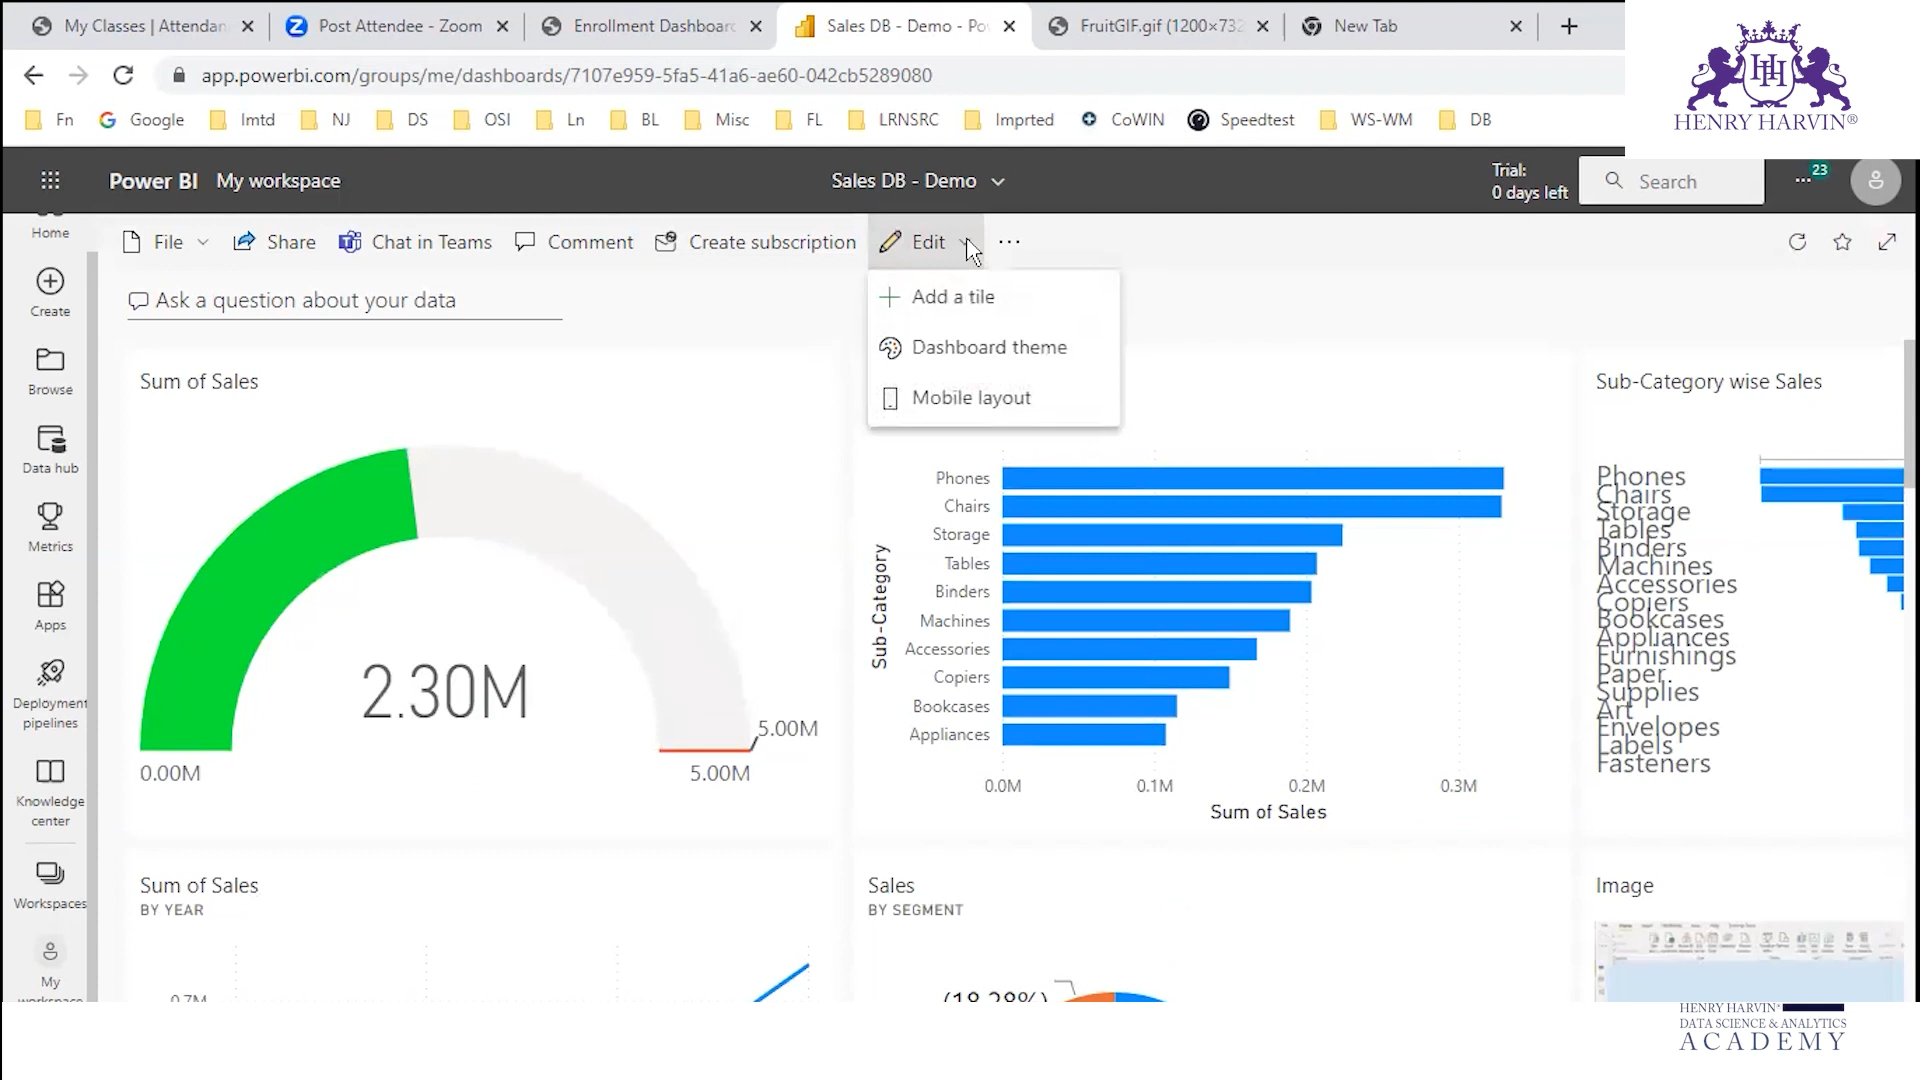 My Classes | Attendan
Post Attendee - Zoom
Enrollment Dashboard
Sales DB - Demo - Po
FruitGIF.gif (1200×732
New Tab
app.powerbi.com/groups/me/dashboards/7107e959-5fa5-41a6-ae60-042cb5289080
Fn
Google
Imtd
NJ
DS
OSI
Ln
BL
Misc
FL
LRNSRC
Imprted
CoWIN
Speedtest
WS-WM
DB
HENRY HARVIN®
Power BI My workspace
Sales DB - Demo
Trial:
0 days left
Search
23
File
Share
Chat in Teams
Comment
Create subscription
Edit
Add a tile
Dashboard theme
Mobile layout
Home
Create
Browse
Data hub
Metrics
Apps
Deployment
pipelines
Knowledge
center
Workspaces
My
workspace
Ask a question about your data
Sum of Sales
2.30M
5.00M
0.00M
5.00M
Sub-Category
Phones
Chairs
Storage
Tables
Binders
Machines
Accessories
Copiers
Bookcases
Appliances
0.0M
0.1M
0.2M
0.3M
Sum of Sales
Sub-Category wise Sales
Phones
Chairs
Storage
Tables
Binders
Machines
Accessories
Copiers
Bookcases
Appliances
Furnishings
Paper
Supplies
Art
Envelopes
Labels
Fasteners
Sum of Sales
BY YEAR
0.7M
Sales
BY SEGMENT
(18.28%)
Image
HENRY HARVIN®
DATA SCIENCE & ANALYTICS
ACADEMY